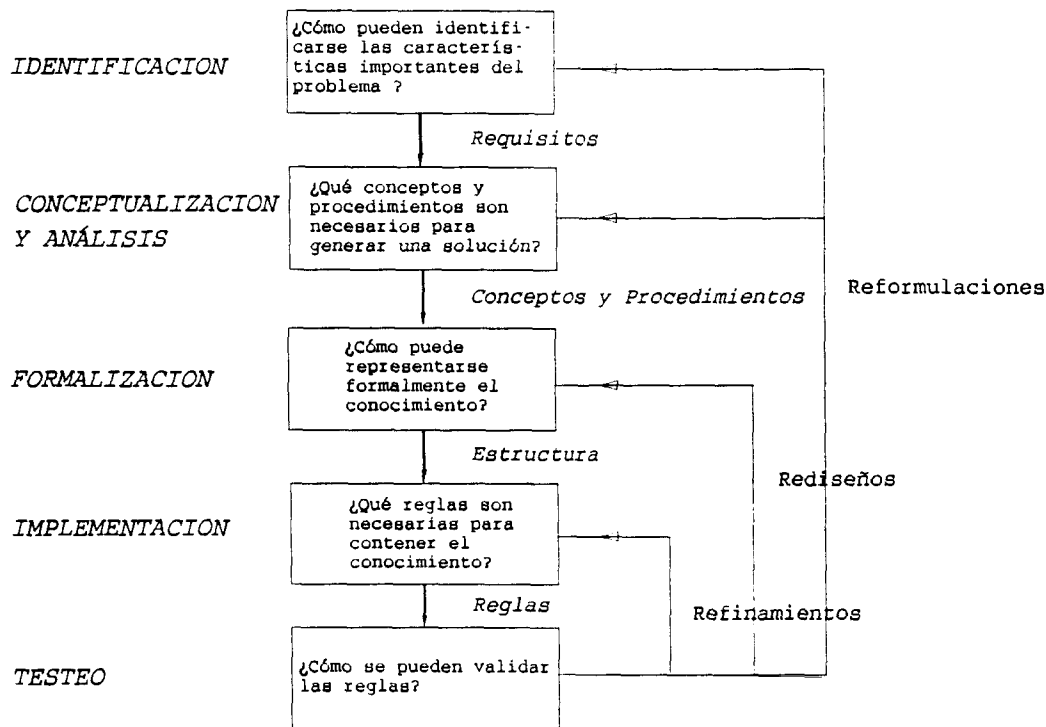 IDENTIFICACION
¿Cómo pueden identifi-
carse las caracterís-
ticas importantes del
problema ?
Requisitos
CONCEPTUALIZACION
Y ANÁLISIS
¿Qué conceptos y
procedimientos son
necesarios para
generar una solución?
Conceptos y Procedimientos
Reformulaciones
FORMALIZACION
¿Cómo puede
representarse
formalmente el
conocimiento?
Estructura
Rediseños
IMPLEMENTACION
¿Qué reglas son
necesarias para
contener el
conocimiento?
Reglas
Refinamientos
TESTEO
¿Cómo se pueden validar
las reglas?